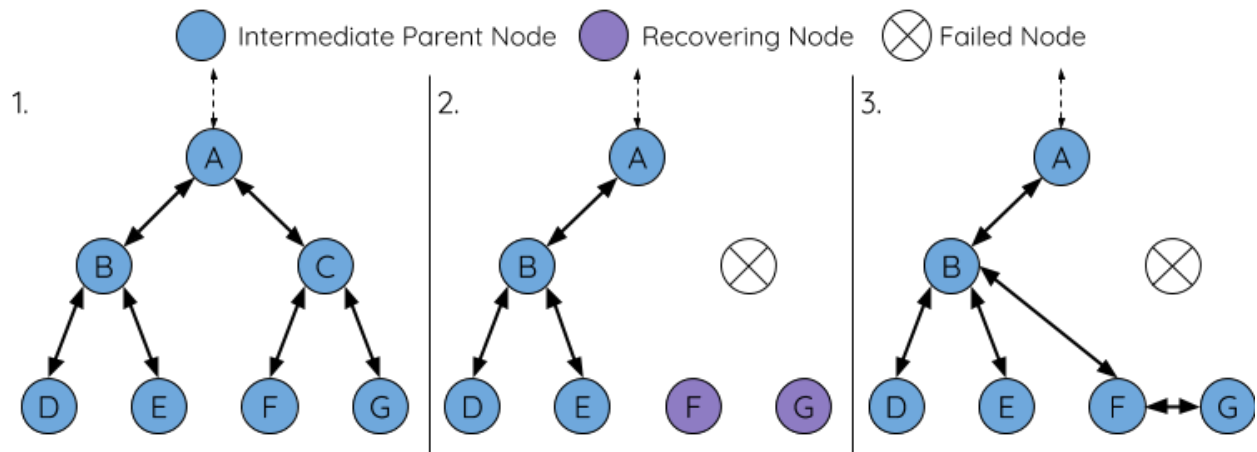 Intermediate Parent Node Recovering Node Failed Node
1. 2. 3.
A A A
B C B B
D E F G D E F G D E F G